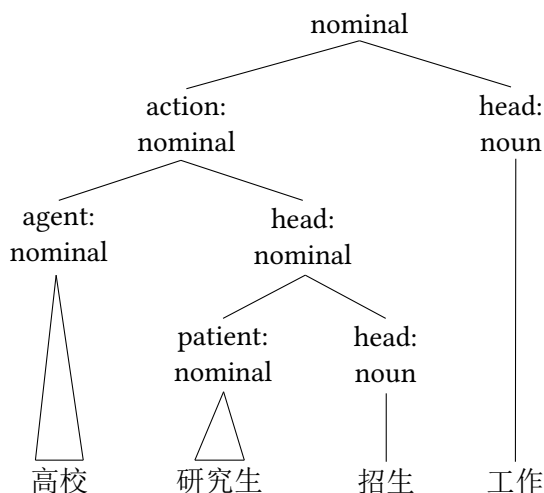 nominal
action: head:
nominal noun
agent: head:
nominal nominal
patient: head:
nominal noun
高校 研究生 招生 工作